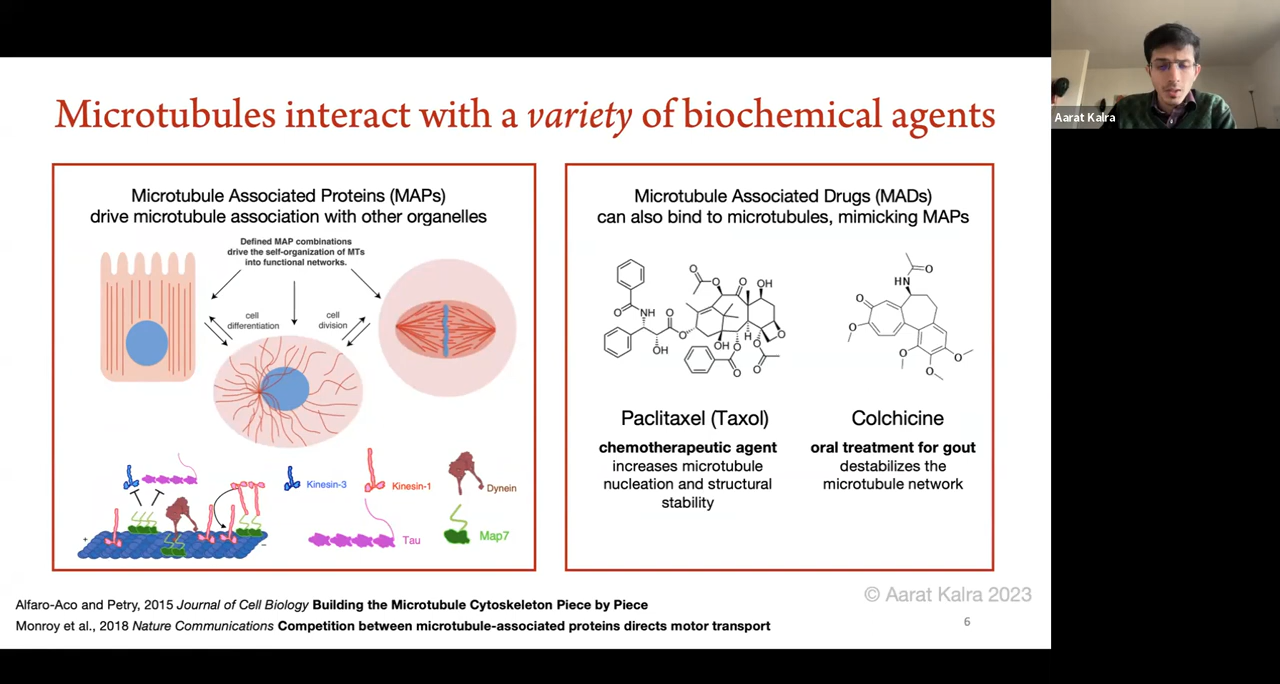 Microtubules interact with a variety of biochemical agents
Aarat Kalra
Microtubule Associated Proteins (MAPs)
drive microtubule association with other organelles
Defined MAP combinations
drive the self-organization of MTs
into functional networks.
cell
differentiation
cell
division
Kinesin-3
Kinesin-1
Dynein
Tau
Map7
+
−
Microtubule Associated Drugs (MADs)
can also bind to microtubules, mimicking MAPs
O
O
O
OH
O
NH
O
O
OH
O
OH
O
H
O
O
O
O
O
HN
O
O
O
O
O
Paclitaxel (Taxol)
chemotherapeutic agent
increases microtubule
nucleation and structural
stability
Colchicine
oral treatment for gout
destabilizes the
microtubule network
© Aarat Kalra 2023
Alfaro-Aco and Petry, 2015 Journal of Cell Biology Building the Microtubule Cytoskeleton Piece by Piece
Monroy et al., 2018 Nature Communications Competition between microtubule-associated proteins directs motor transport
6